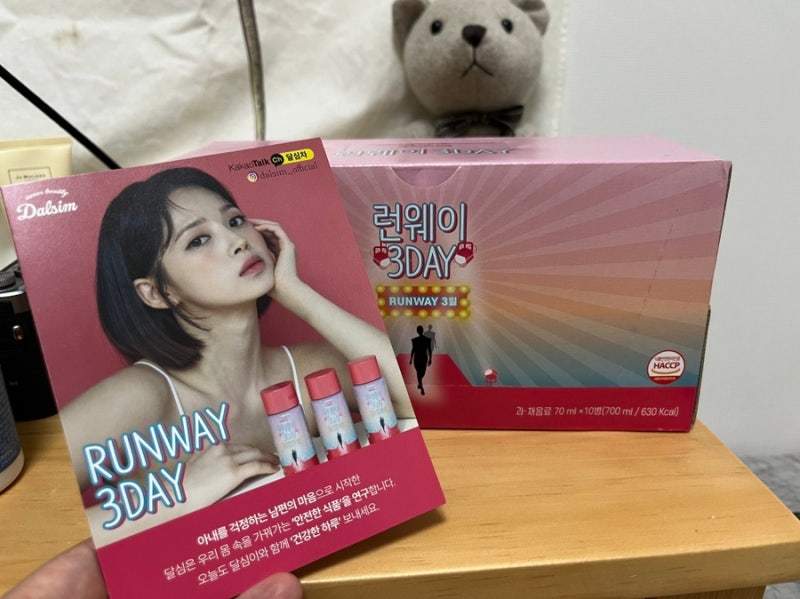 inner beauty
Dalsim
KakaoTalk Ch 달심차
dalsim_official
RUNWAY
3DAY
아내를 걱정하는 남편의 마음으로 시작한
달심은 우리 몸 속을 가꿔가는 '안전한 식품'을 연구합니다.
오늘도 달심이와 함께 '건강한 하루' 보내세요.
3DAY
런웨이
3DAY
RUNWAY 3일
HACCP
과·채음료 70 ml ×10병(700 ml / 630 Kcal)